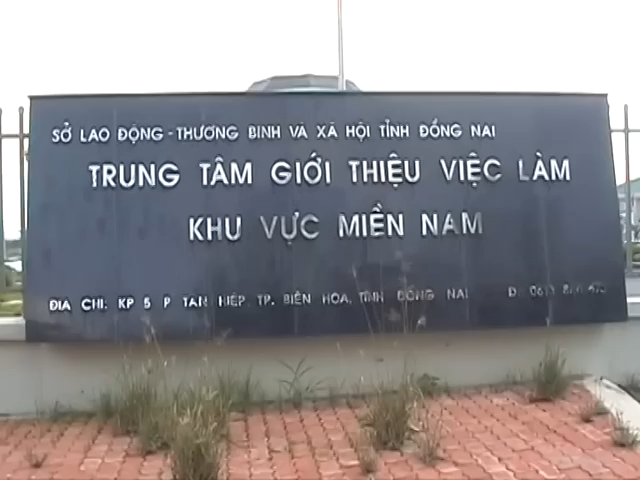 SỞ LAO ĐỘNG - THƯƠNG BINH VÀ XÃ HỘI TỈNH ĐỒNG NAI
TRUNG TÂM GIỚI THIỆU VIỆC LÀM
KHU VỰC MIỀN NAM
ĐỊA CHỈ: KP 5 P TÂN HIỆP. TP. BIÊN HÒA, TỈNH ĐỒNG NAI